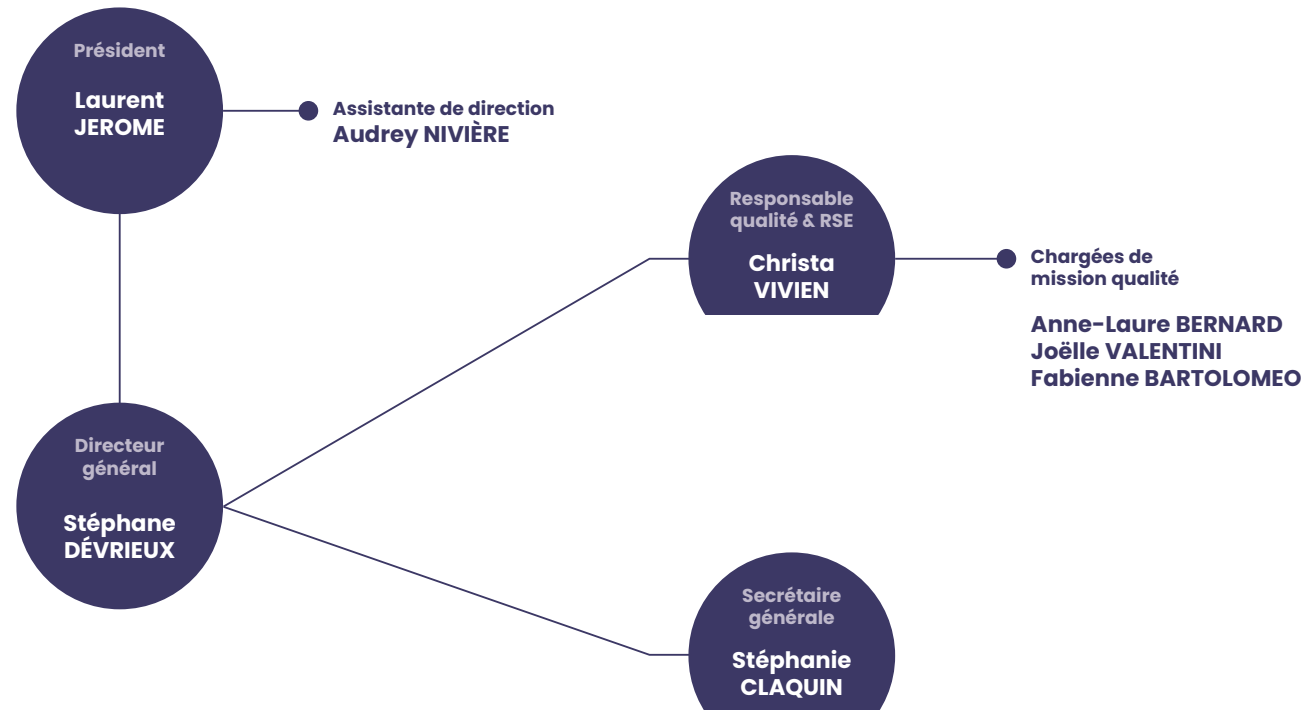 Président
Laurent
JEROME
Assistante de direction
Audrey NIVIÈRE
Responsable
qualité & RSE
Christa
VIVIEN
Chargées de
mission qualité
Anne-Laure BERNARD
Joëlle VALENTINI
Fabienne BARTOLOMEO
Directeur
général
Stéphane
DÉVRIEUX
Secrétaire
générale
Stéphanie
CLAQUIN